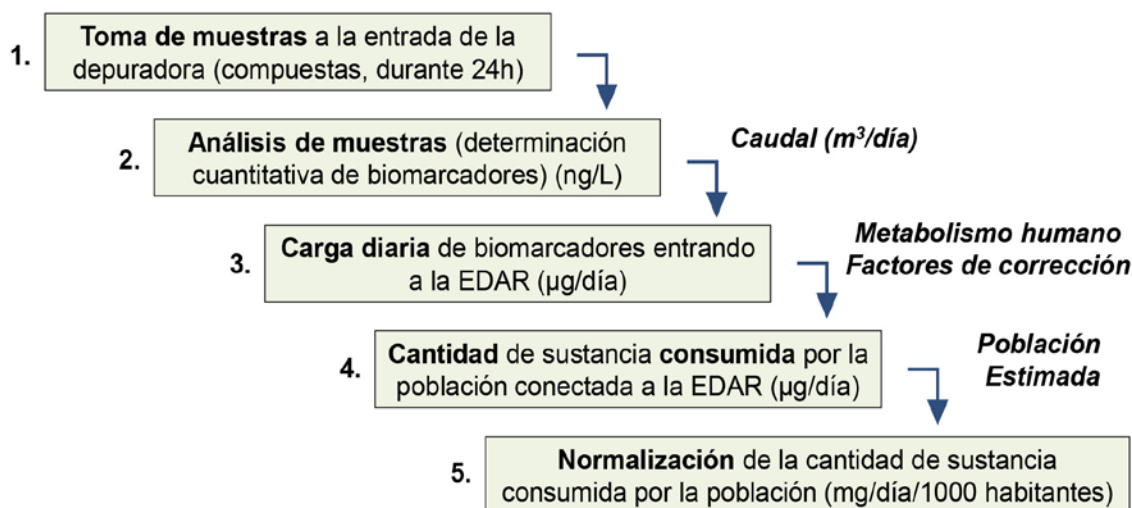 1. Toma de muestras a la entrada de la
depuradora (compuestas, durante 24h)
2. Análisis de muestras (determinación
cuantitativa de biomarcadores) (ng/L)
Caudal (m³/día)
3. Carga diaria de biomarcadores entrando
a la EDAR (µg/día)
Metabolismo humano
Factores de corrección
4. Cantidad de sustancia consumida por la
población conectada a la EDAR (µg/día)
Población
Estimada
5. Normalización de la cantidad de sustancia
consumida por la población (mg/día/1000 habitantes)